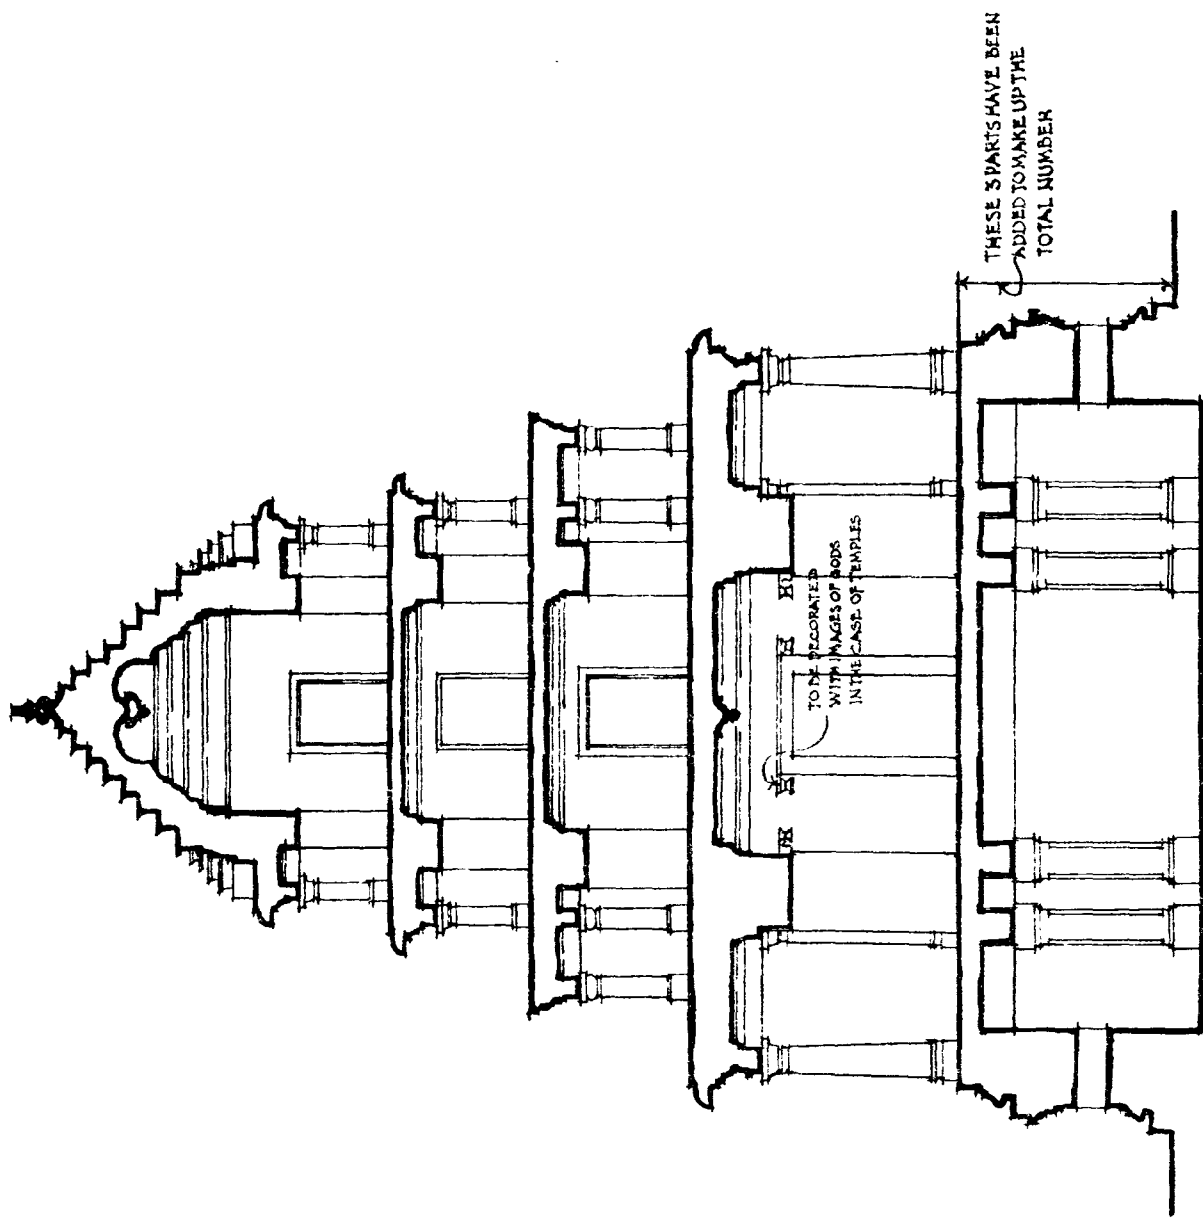 THESE 3 PARTS HAVE BEEN
ADDED TO MAKE UP THE
TOTAL NUMBER
TO BE DECORATED
WITH IMAGES OF GODS
IN THE CASE OF TEMPLES